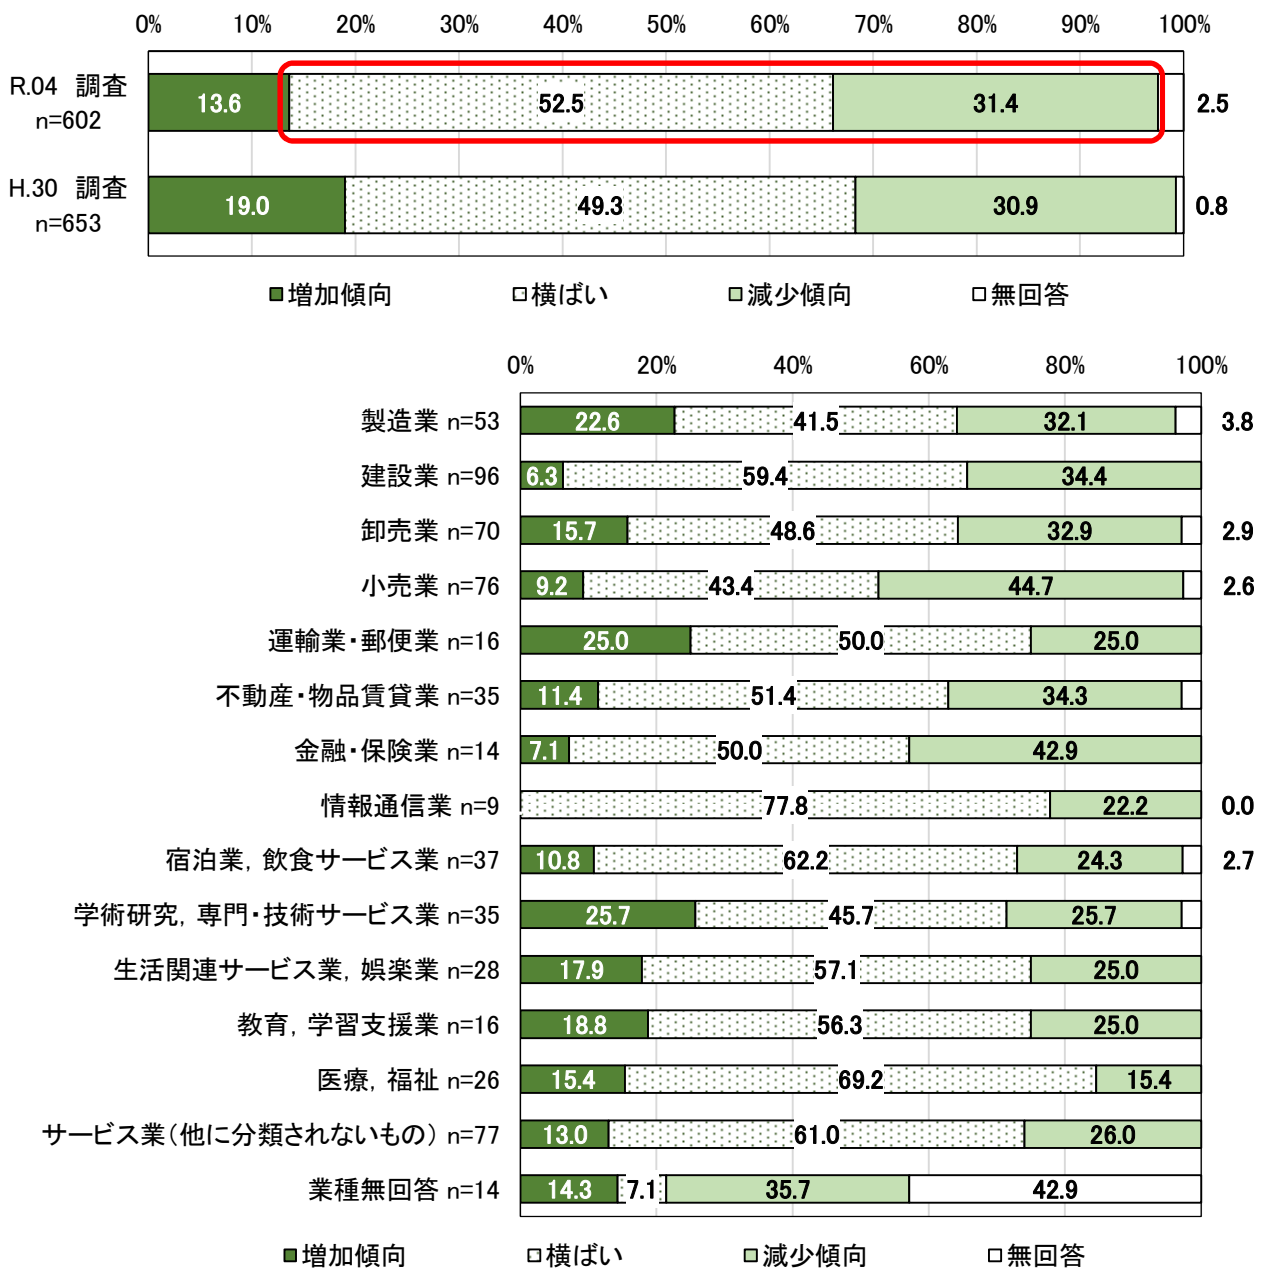 0% 10% 20% 30% 40% 50% 60% 70% 80% 90% 100%
R.04 調査
n=602
13.6 52.5 31.4 2.5
H.30 調査
n=653
19.0 49.3 30.9 0.8
増加傾向 横ばい 減少傾向 無回答
0% 20% 40% 60% 80% 100%
製造業 n=53 22.6 41.5 32.1 3.8
建設業 n=96 6.3 59.4 34.4
卸売業 n=70 15.7 48.6 32.9 2.9
小売業 n=76 9.2 43.4 44.7 2.6
運輸業・郵便業 n=16 25.0 50.0 25.0
不動産・物品賃貸業 n=35 11.4 51.4 34.3
金融・保険業 n=14 7.1 50.0 42.9
情報通信業 n=9 77.8 22.2 0.0
宿泊業, 飲食サービス業 n=37 10.8 62.2 24.3 2.7
学術研究, 専門・技術サービス業 n=35 25.7 45.7 25.7
生活関連サービス業, 娯楽業 n=28 17.9 57.1 25.0
教育, 学習支援業 n=16 18.8 56.3 25.0
医療, 福祉 n=26 15.4 69.2 15.4
サービス業(他に分類されないもの) n=77 13.0 61.0 26.0
業種無回答 n=14 14.3 7.1 35.7 42.9
増加傾向 横ばい 減少傾向 無回答